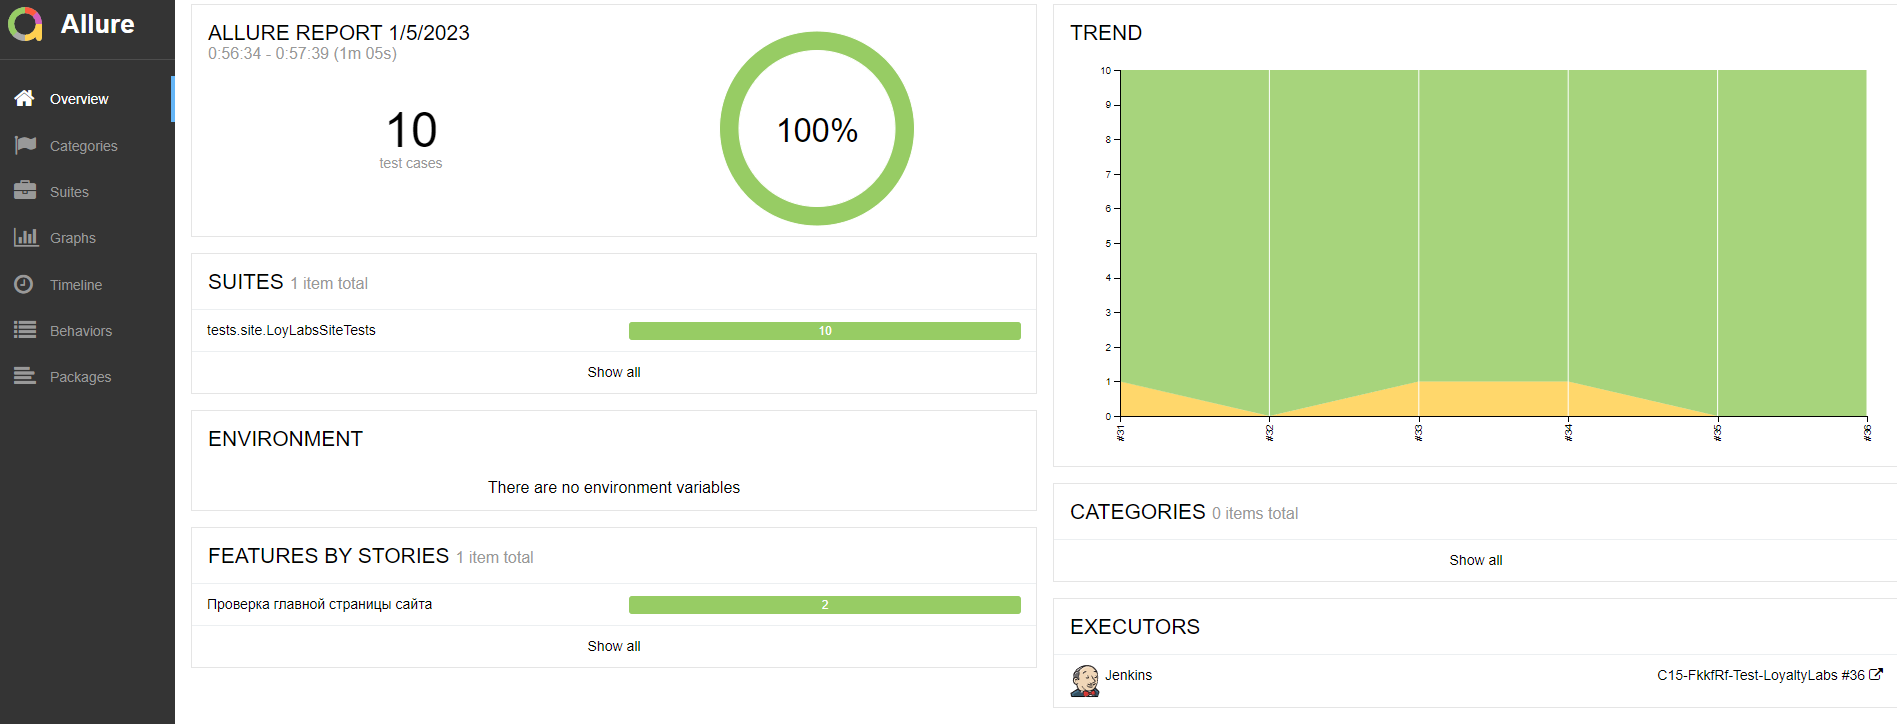 Allure
Overview
Categories
Suites
Graphs
Timeline
Behaviors
Packages
ALLURE REPORT 1/5/2023
0:56:34 - 0:57:39 (1m 05s)
10
test cases
100%
SUITES 1 item total
tests.site.LoyLabsSiteTests 10
Show all
ENVIRONMENT
There are no environment variables
FEATURES BY STORIES 1 item total
Проверка главной страницы сайта 2
Show all
TREND
10
9
8
7
6
5
4
3
2
1
0
#31 #32 #33 #34 #35 #36
CATEGORIES 0 items total
Show all
EXECUTORS
Jenkins C15-FkkfRf-Test-LoyaltyLabs #36